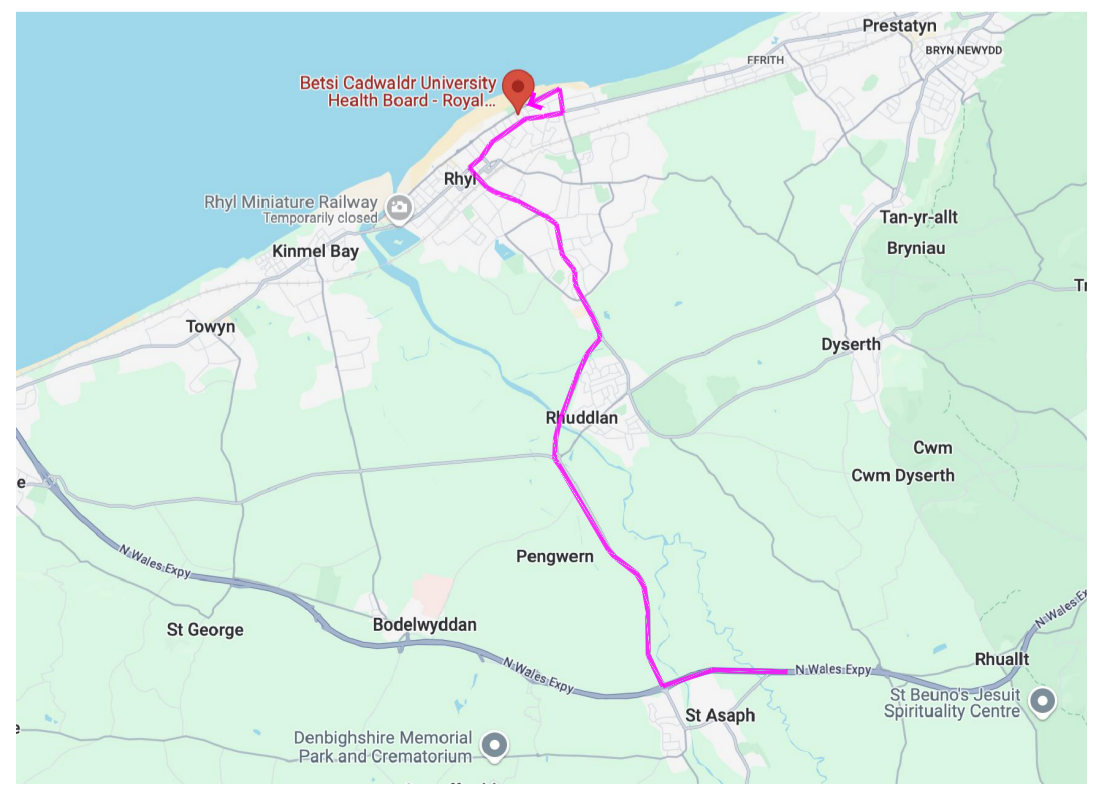 Prestatyn
BRYN NEWYDD
FFRITH
Betsi Cadwaldr University
Health Board - Royal...
Rhyl
Rhyl Miniature Railway
Temporarily closed
Tan-yr-allt
Bryniau
Kinmel Bay
Tr
Towyn
Dyserth
Rhuddlan
Cwm
Cwm Dyserth
e
Pengwern
N Wales Expy
N Wales Ex
St George
Bodelwyddan
Rhuallt
N Wales Expy
N Wales Expy
St Beuno's Jesuit
Spirituality Centre
St Asaph
Denbighshire Memorial
Park and Crematorium